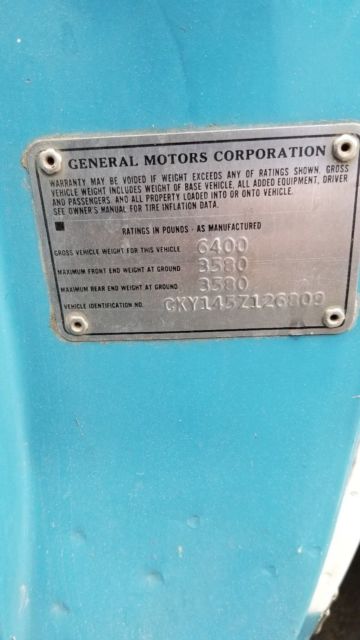 GENERAL MOTORS CORPORATION
WARRANTY MAY BE VOIDED IF WEIGHT EXCEEDS ANY OF RATINGS SHOWN. GROSS
VEHICLE WEIGHT INCLUDES WEIGHT OF BASE VEHICLE, ALL ADDED EQUIPMENT, DRIVER
AND PASSENGERS, AND ALL PROPERTY LOADED INTO OR ONTO VEHICLE.
SEE OWNER'S MANUAL FOR TIRE INFLATION DATA.
RATINGS IN POUNDS - AS MANUFACTURED
GROSS VEHICLE WEIGHT FOR THIS VEHICLE 6400
MAXIMUM FRONT END WEIGHT AT GROUND 3580
MAXIMUM REAR END WEIGHT AT GROUND 3580
VEHICLE IDENTIFICATION NO. CKY145Z126809